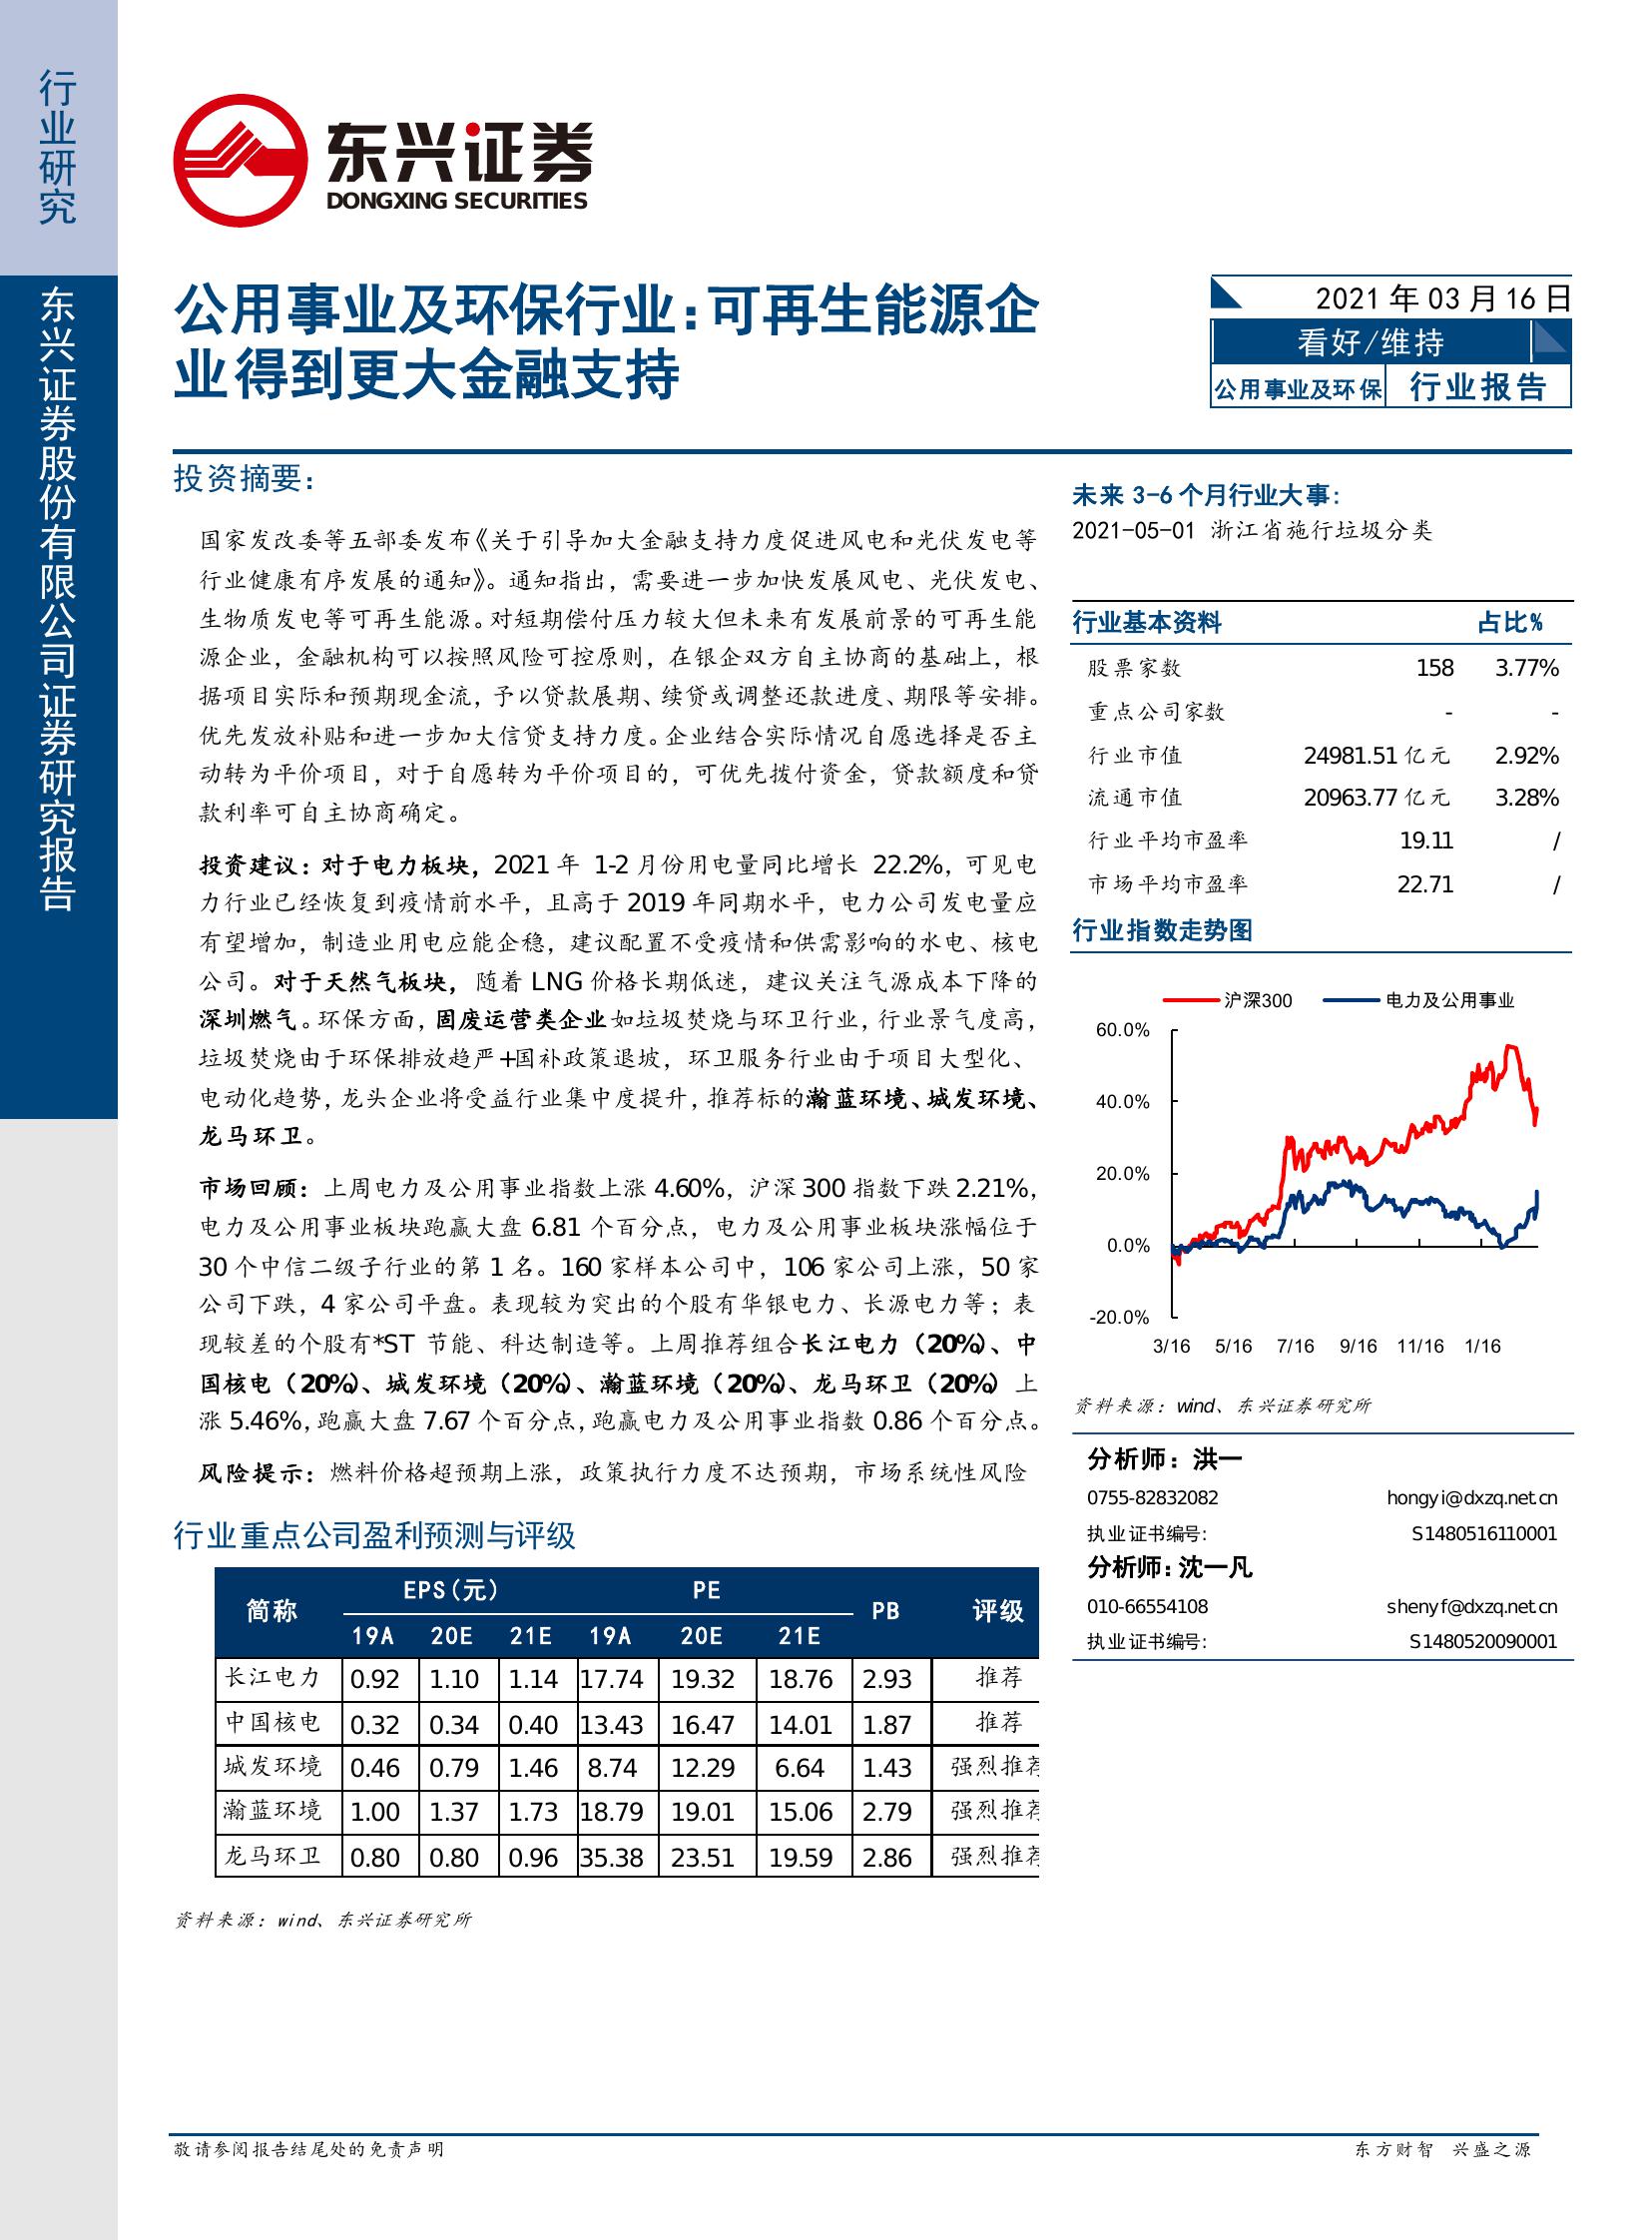 行业研究
东兴证券股份有限公司证券研究报告
东兴证券
DONGXING SECURITIES
公用事业及环保行业：可再生能源企
业得到更大金融支持
2021 年 03 月 16 日
看好/维持
公用事业及环保 行业报告
投资摘要：
国家发改委等五部委发布《关于引导加大金融支持力度促进风电和光伏发电等
行业健康有序发展的通知》。通知指出，需要进一步加快发展风电、光伏发电、
生物质发电等可再生能源。对短期偿付压力较大但未来有发展前景的可再生能
源企业，金融机构可以按照风险可控原则，在银企双方自主协商的基础上，根
据项目实际和预期现金流，予以贷款展期、续贷或调整还款进度、期限等安排。
优先发放补贴和进一步加大信贷支持力度。企业结合实际情况自愿选择是否主
动转为平价项目，对于自愿转为平价项目的，可优先拨付资金，贷款额度和贷
款利率可自主协商确定。
投资建议：对于电力板块，2021 年 1-2 月份用电量同比增长 22.2%，可见电
力行业已经恢复到疫情前水平，且高于 2019 年同期水平，电力公司发电量应
有望增加，制造业用电应能企稳，建议配置不受疫情和供需影响的水电、核电
公司。对于天然气板块，随着 LNG 价格长期低迷，建议关注气源成本下降的
深圳燃气。环保方面，固废运营类企业如垃圾焚烧与环卫行业，行业景气度高，
垃圾焚烧由于环保排放趋严+国补政策退坡，环卫服务行业由于项目大型化、
电动化趋势，龙头企业将受益行业集中度提升，推荐标的瀚蓝环境、城发环境、
龙马环卫。
市场回顾：上周电力及公用事业指数上涨 4.60%，沪深 300 指数下跌 2.21%，
电力及公用事业板块跑赢大盘 6.81 个百分点，电力及公用事业板块涨幅位于
30 个中信二级子行业的第 1 名。160 家样本公司中，106 家公司上涨，50 家
公司下跌，4 家公司平盘。表现较为突出的个股有华银电力、长源电力等；表
现较差的个股有*ST 节能、科达制造等。上周推荐组合长江电力（20%）、中
国核电（20%）、城发环境（20%）、瀚蓝环境（20%）、龙马环卫（20%）上
涨 5.46%，跑赢大盘 7.67 个百分点，跑赢电力及公用事业指数 0.86 个百分点。
风险提示：燃料价格超预期上涨，政策执行力度不达预期，市场系统性风险
行业重点公司盈利预测与评级
简称 EPS(元) PE PB 评级
19A 20E 21E 19A 20E 21E
长江电力 0.92 1.10 1.14 17.74 19.32 18.76 2.93 推荐
中国核电 0.32 0.34 0.40 13.43 16.47 14.01 1.87 推荐
城发环境 0.46 0.79 1.46 8.74 12.29 6.64 1.43 强烈推荐
瀚蓝环境 1.00 1.37 1.73 18.79 19.01 15.06 2.79 强烈推荐
龙马环卫 0.80 0.80 0.96 35.38 23.51 19.59 2.86 强烈推荐
资料来源：wind、东兴证券研究所
未来 3-6 个月行业大事:
2021-05-01 浙江省施行垃圾分类
行业基本资料 占比%
股票家数 158 3.77%
重点公司家数 - -
行业市值 24981.51 亿元 2.92%
流通市值 20963.77 亿元 3.28%
行业平均市盈率 19.11 /
市场平均市盈率 22.71 /
行业指数走势图
沪深300 电力及公用事业
60.0%
40.0%
20.0%
0.0%
-20.0%
3/16 5/16 7/16 9/16 11/16 1/16
资料来源：wind、东兴证券研究所
分析师：洪一
0755-82832082 hongyi@dxzq.net.cn
执业证书编号: S1480516110001
分析师：沈一凡
010-66554108 shenyf@dxzq.net.cn
执业证书编号: S1480520090001
敬请参阅报告结尾处的免责声明 东方财智 兴盛之源